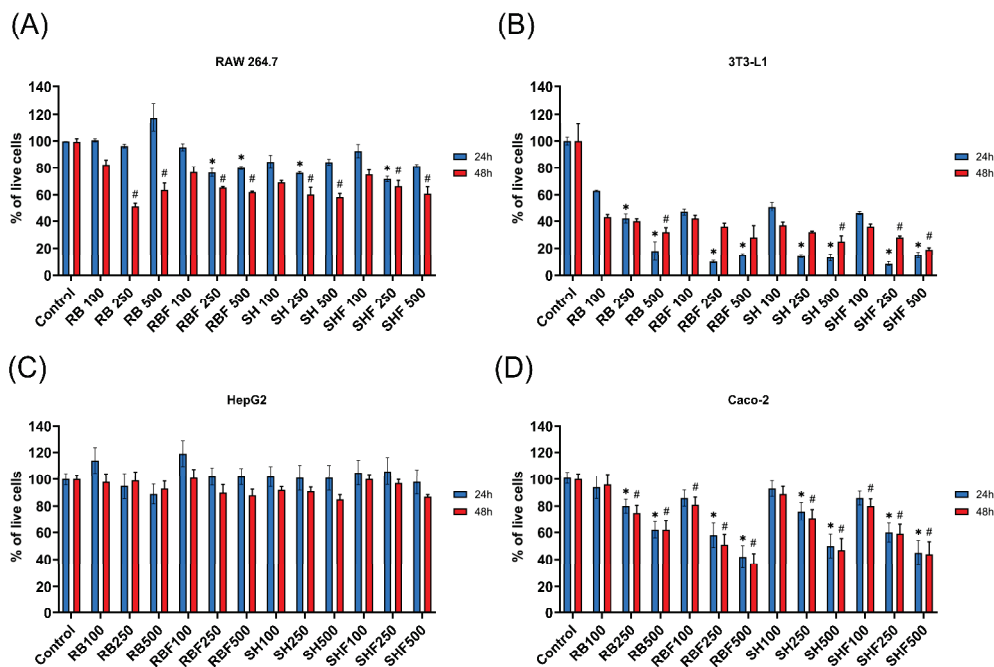 (A)
RAW 264.7
% of live cells
140
120
100
80
60
40
20
0
* * * *
# # # # # # # #
Control RB 100 RB 250 RB 500 RBF 100 RBF 250 RBF 500 SH 100 SH 250 SH 500 SHF 100 SHF 250 SHF 500
24h
48h
(B)
3T3-L1
% of live cells
140
120
100
80
60
40
20
0
* * * * * * * *
# # # #
Control RB 100 RB 250 RB 500 RBF 100 RBF 250 RBF 500 SH 100 SH 250 SH 500 SHF 100 SHF 250 SHF 500
24h
48h
(C)
HepG2
% of live cells
140
120
100
80
60
40
20
0
Control RB100 RB250 RB500 RBF100 RBF250 RBF500 SH100 SH250 SH500 SHF100 SHF250 SHF500
24h
48h
(D)
Caco-2
% of live cells
140
120
100
80
60
40
20
0
* # * # # * # * # * # * # # * # * #
Control RB100 RB250 RB500 RBF100 RBF250 RBF500 SH100 SH250 SH500 SHF100 SHF250 SHF500
24h
48h